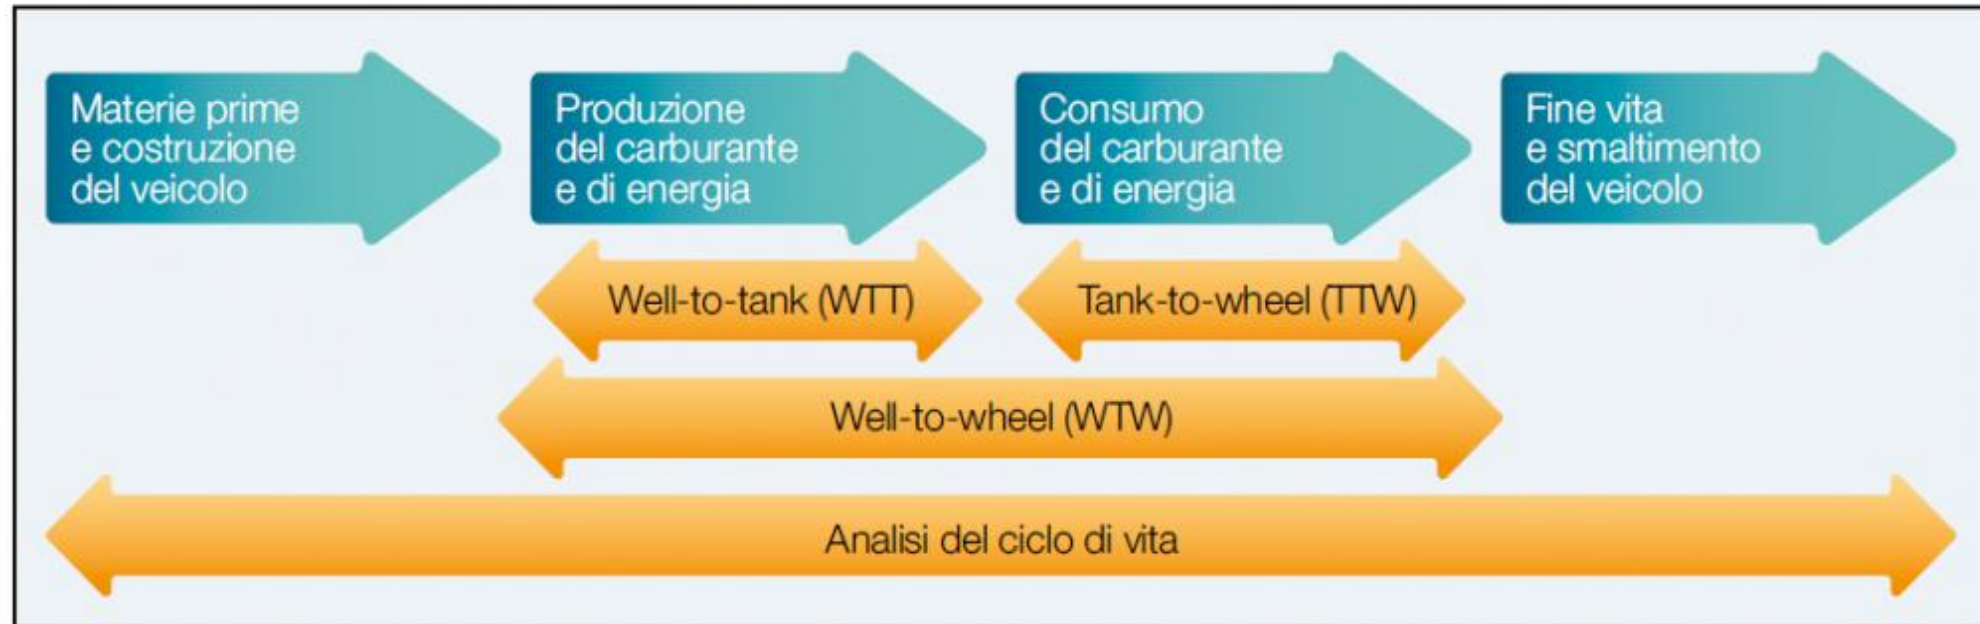 Materie prime
e costruzione
del veicolo
Produzione
del carburante
e di energia
Consumo
del carburante
e di energia
Fine vita
e smaltimento
del veicolo
Well-to-tank (WTT)
Tank-to-wheel (TTW)
Well-to-wheel (WTW)
Analisi del ciclo di vita